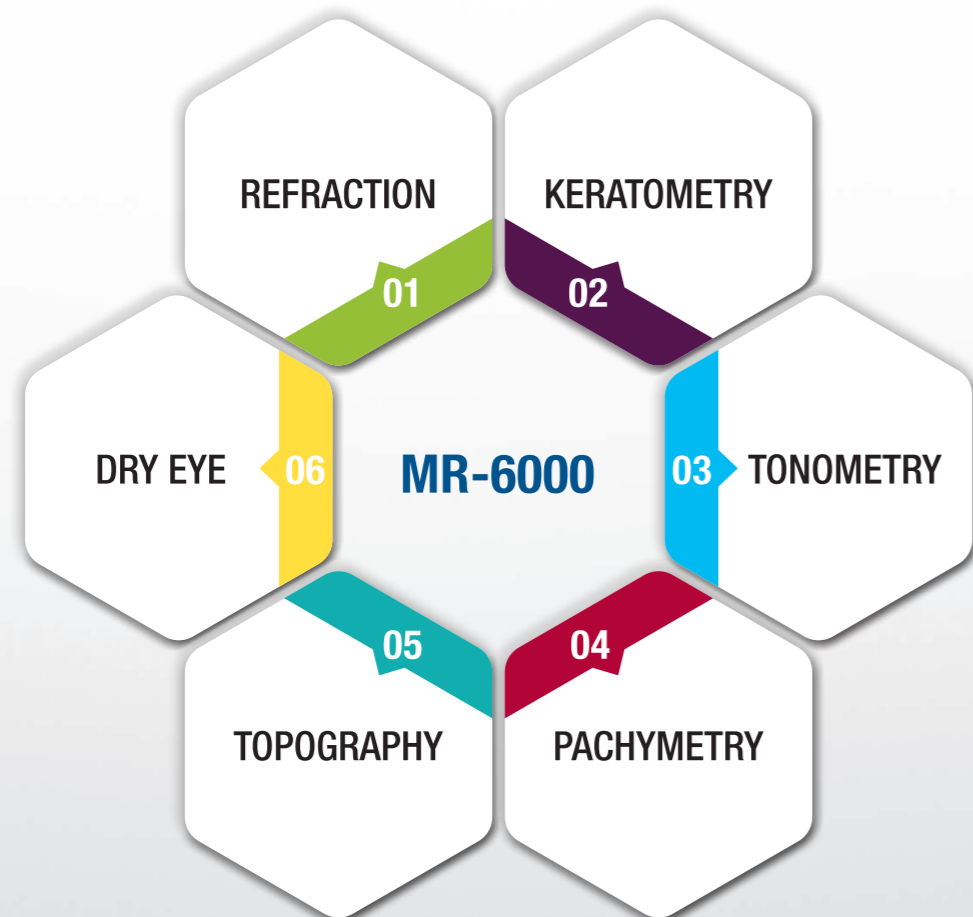 REFRACTION
01
KERATOMETRY
02
MR-6000
03
TONOMETRY
04
PACHYMETRY
05
TOPOGRAPHY
06
DRY EYE